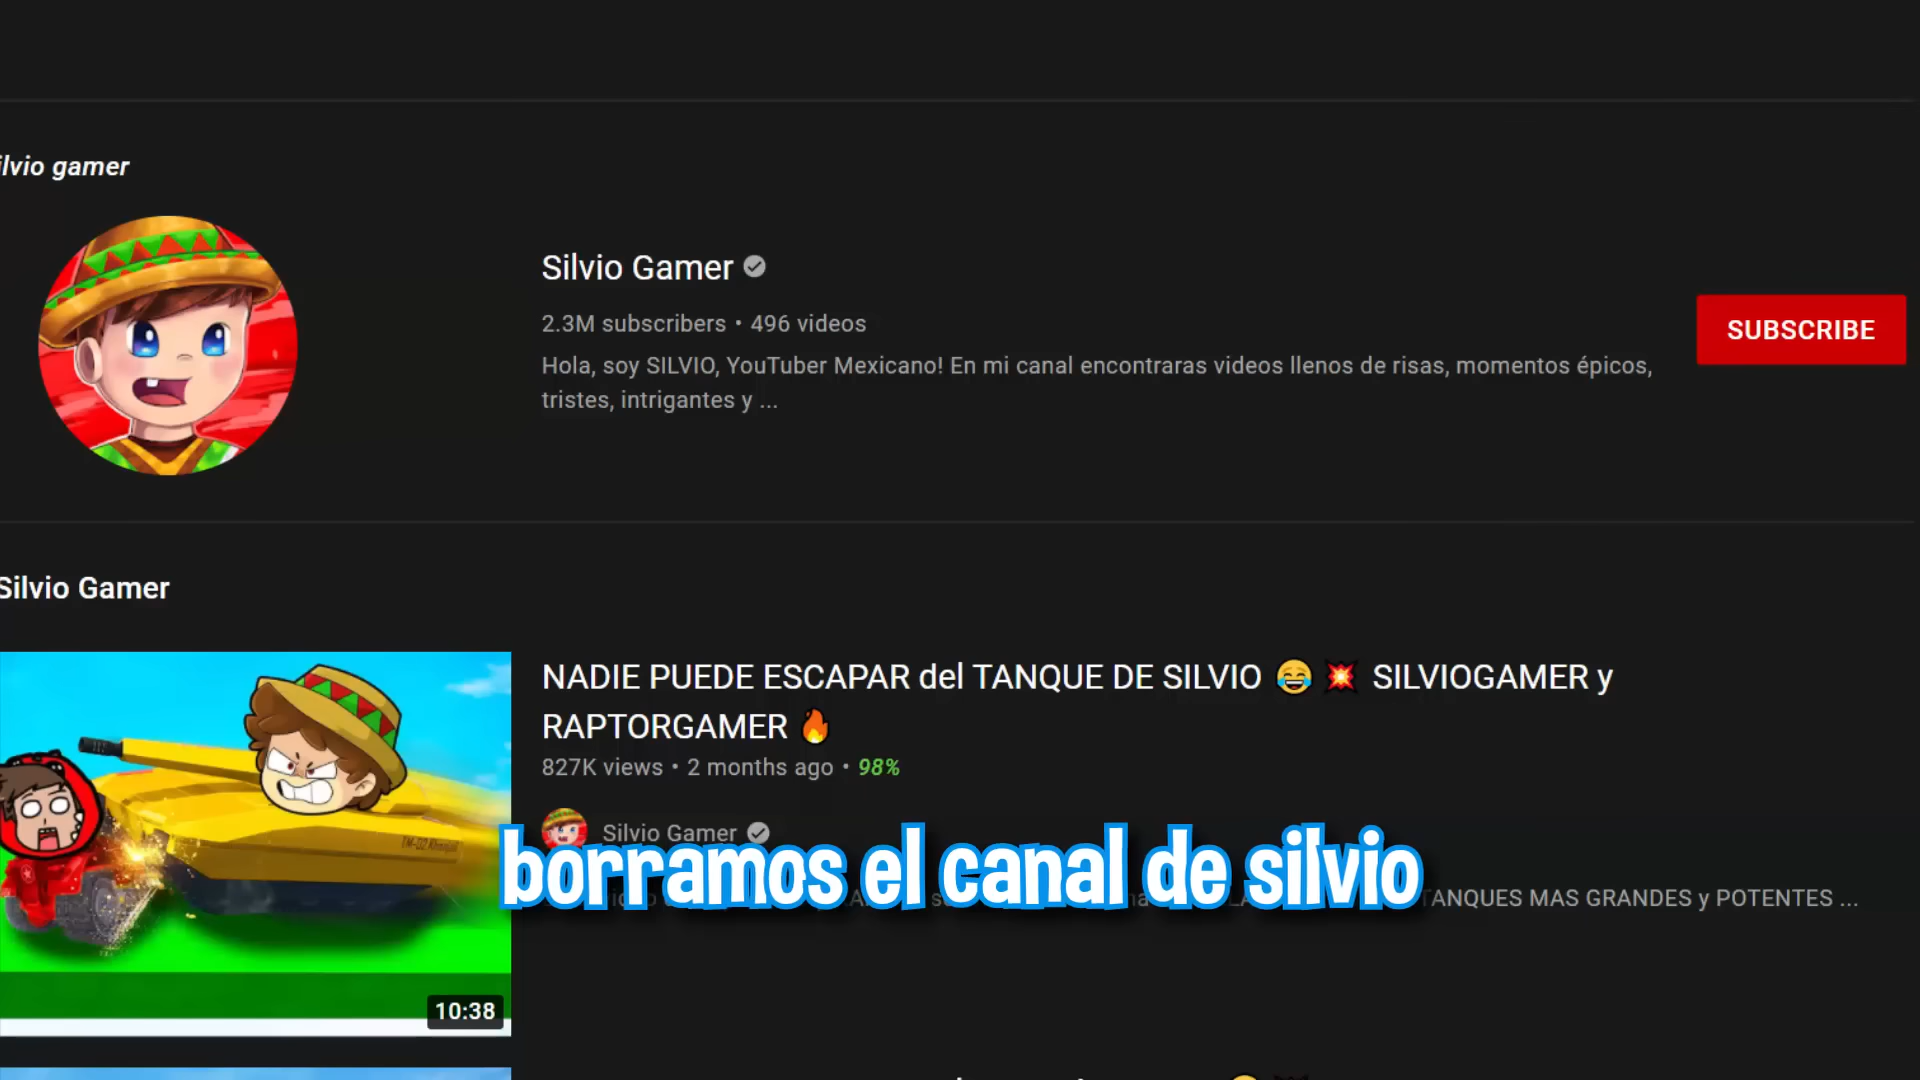 ilvio gamer
Silvio Gamer
2.3M subscribers • 496 videos
SUBSCRIBE
Hola, soy SILVIO, YouTuber Mexicano! En mi canal encontraras videos llenos de risas, momentos épicos,
tristes, intrigantes y ...
Silvio Gamer
NADIE PUEDE ESCAPAR del TANQUE DE SILVIO 😂 💥 SILVIOGAMER y
RAPTORGAMER 🔥
827K views • 2 months ago • 98%
Silvio Gamer
borramos el canal de silvio
TANQUES MAS GRANDES y POTENTES ...
10:38